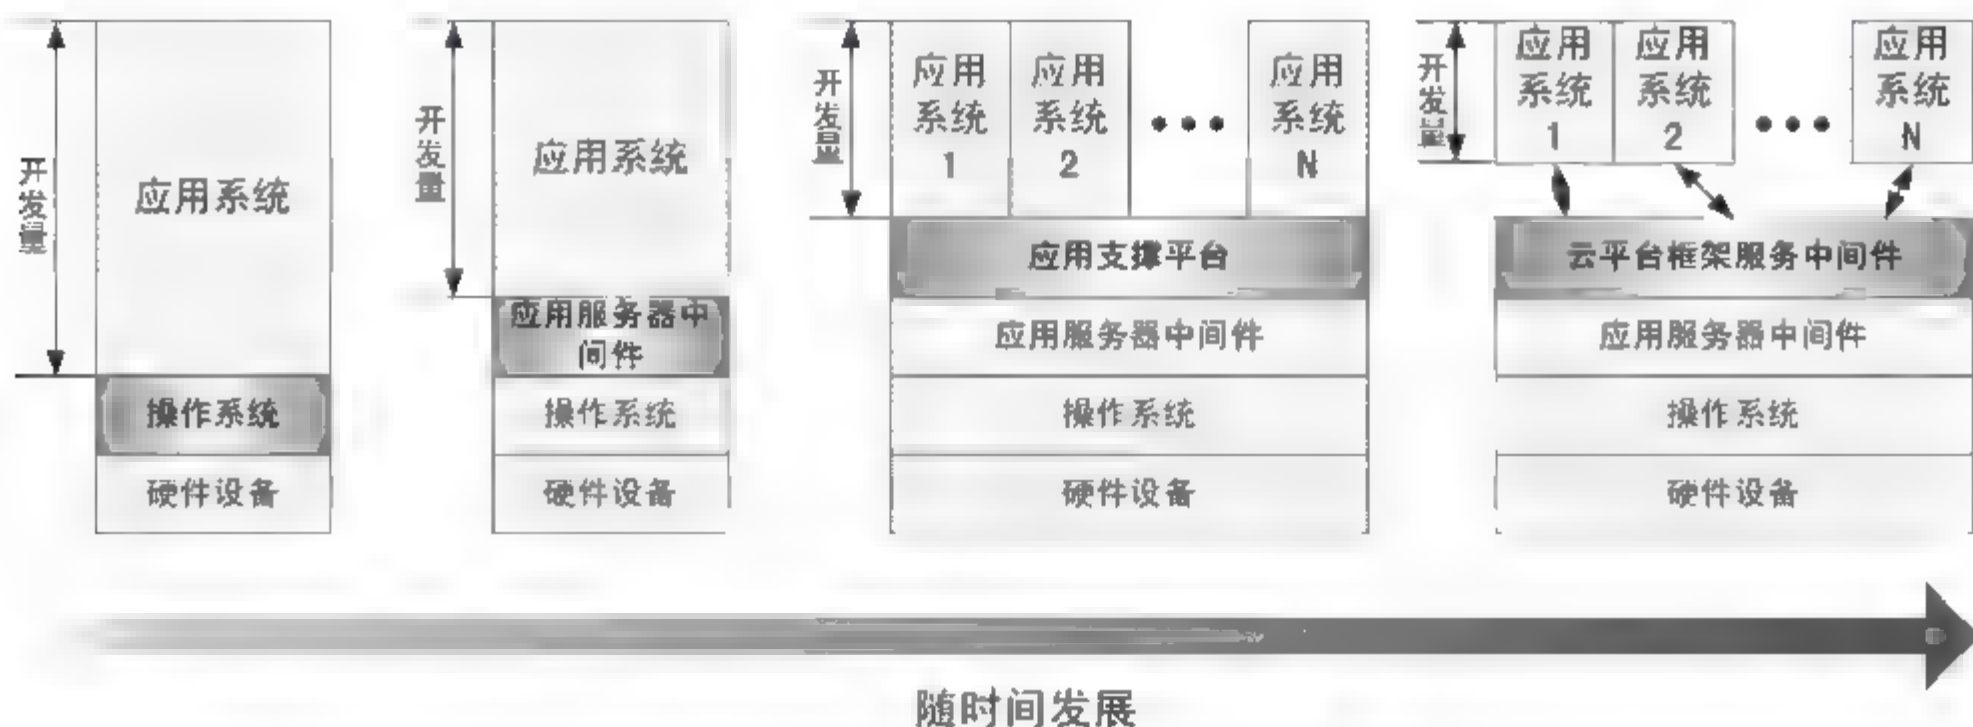 开发量
应用系统
操作系统
硬件设备
开发量
应用系统
应用服务器中
间件
操作系统
硬件设备
开发量
应用
系统
1
应用
系统
2
应用
系统
N
应用支撑平台
应用服务器中间件
操作系统
硬件设备
开发量
应用
系统
1
应用
系统
2
应用
系统
N
云平台框架服务中间件
应用服务器中间件
操作系统
硬件设备
随时间发展